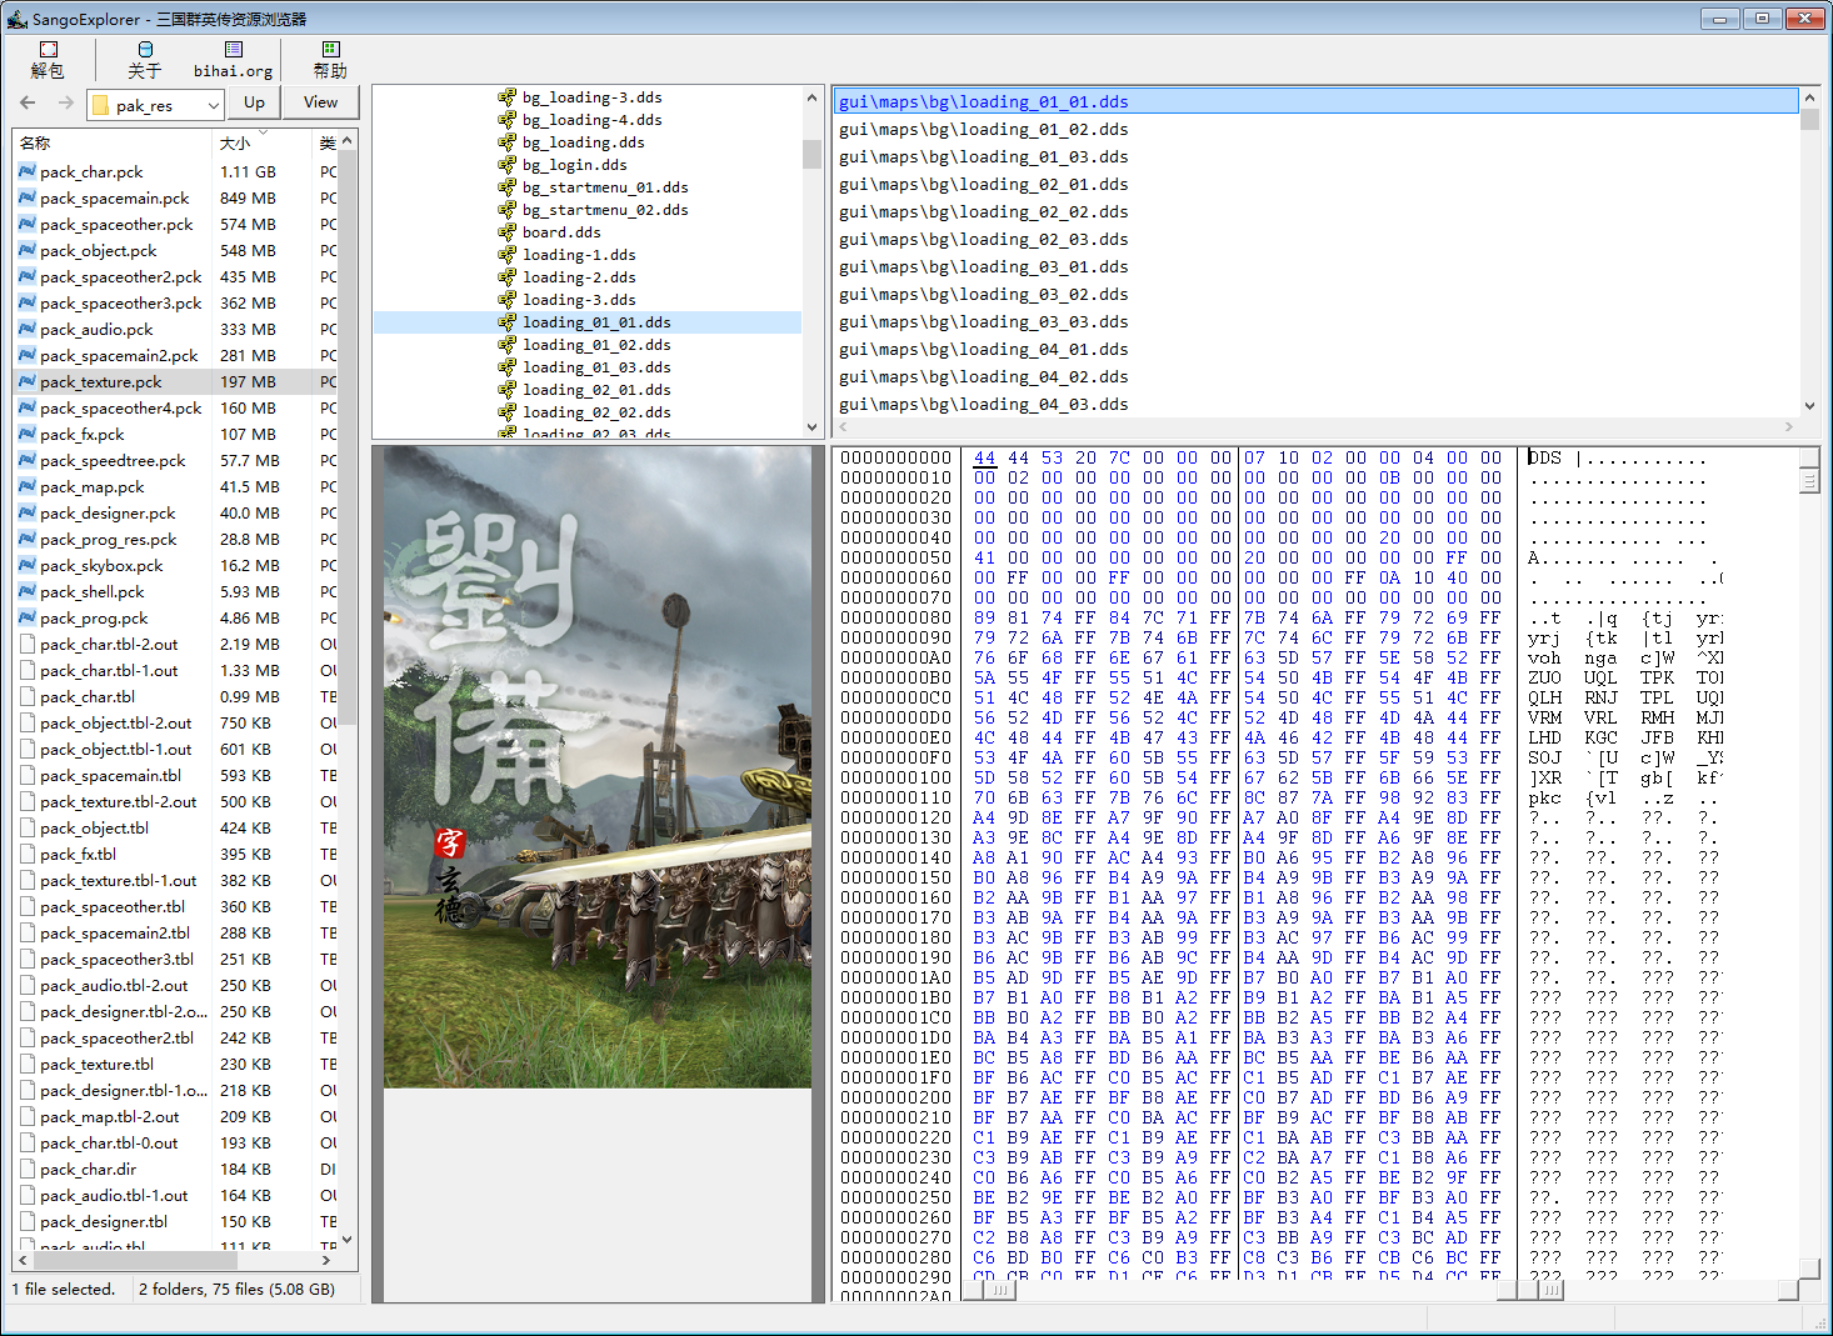 SangoExplorer - 三国群英传资源浏览器
解包 关于 bihai.org 帮助
pak_res Up View
名称 大小 类
pack_char.pck 1.11 GB PC
pack_spacemain.pck 849 MB PC
pack_spaceother.pck 574 MB PC
pack_object.pck 548 MB PC
pack_spaceother2.pck 435 MB PC
pack_spaceother3.pck 362 MB PC
pack_audio.pck 333 MB PC
pack_spacemain2.pck 281 MB PC
pack_texture.pck 197 MB PC
pack_spaceother4.pck 160 MB PC
pack_fx.pck 107 MB PC
pack_speedtree.pck 57.7 MB PC
pack_map.pck 41.5 MB PC
pack_designer.pck 40.0 MB PC
pack_prog_res.pck 28.8 MB PC
pack_skybox.pck 16.2 MB PC
pack_shell.pck 5.93 MB PC
pack_prog.pck 4.86 MB PC
pack_char.tbl-2.out 2.19 MB OU
pack_char.tbl-1.out 1.33 MB OU
pack_char.tbl 0.99 MB TB
pack_object.tbl-2.out 750 KB OU
pack_object.tbl-1.out 601 KB OU
pack_spacemain.tbl 593 KB TB
pack_texture.tbl-2.out 500 KB OU
pack_object.tbl 424 KB TB
pack_fx.tbl 395 KB TB
pack_texture.tbl-1.out 382 KB OU
pack_spaceother.tbl 360 KB TB
pack_spacemain2.tbl 288 KB TB
pack_spaceother3.tbl 251 KB TB
pack_audio.tbl-2.out 250 KB OU
pack_designer.tbl-2.o... 250 KB OU
pack_spaceother2.tbl 242 KB TB
pack_texture.tbl 230 KB TB
pack_designer.tbl-1.o... 218 KB OU
pack_map.tbl-2.out 209 KB OU
pack_char.tbl-0.out 193 KB OU
pack_char.dir 184 KB DI
pack_audio.tbl-1.out 164 KB OU
pack_designer.tbl 150 KB TB
pack_audio.tbl 111 KB TB
1 file selected. 2 folders, 75 files (5.08 GB)
bg_loading-3.dds
bg_loading-4.dds
bg_loading.dds
bg_login.dds
bg_startmenu_01.dds
bg_startmenu_02.dds
board.dds
loading-1.dds
loading-2.dds
loading-3.dds
loading_01_01.dds
loading_01_02.dds
loading_01_03.dds
loading_02_01.dds
loading_02_02.dds
loading_02_03.dds
gui\maps\bg\loading_01_01.dds
gui\maps\bg\loading_01_02.dds
gui\maps\bg\loading_01_03.dds
gui\maps\bg\loading_02_01.dds
gui\maps\bg\loading_02_02.dds
gui\maps\bg\loading_02_03.dds
gui\maps\bg\loading_03_01.dds
gui\maps\bg\loading_03_02.dds
gui\maps\bg\loading_03_03.dds
gui\maps\bg\loading_04_01.dds
gui\maps\bg\loading_04_02.dds
gui\maps\bg\loading_04_03.dds
劉備
字
玄德
0000000000 44 44 53 20 7C 00 00 00 07 10 02 00 00 04 00 00 DDS |...........
0000000010 00 02 00 00 00 00 00 00 00 00 00 00 0B 00 00 00 ................
0000000020 00 00 00 00 00 00 00 00 00 00 00 00 00 00 00 00 ................
0000000030 00 00 00 00 00 00 00 00 00 00 00 00 00 00 00 00 ................
0000000040 00 00 00 00 00 00 00 00 00 00 00 00 20 00 00 00 ............ ...
0000000050 41 00 00 00 00 00 00 00 20 00 00 00 00 00 FF 00 A....... ..... .
0000000060 00 FF 00 00 FF 00 00 00 00 00 00 FF 0A 10 40 00
0000000070 00 00 00 00 00 00 00 00 00 00 00 00 00 00 00 00 ................
0000000080 89 81 74 FF 84 7C 71 FF 7B 74 6A FF 79 72 69 FF ..t .|q {tj yr
0000000090 79 72 6A FF 7B 74 6B FF 7C 74 6C FF 79 72 6B FF yrj {tk |tl yr
00000000A0 76 6F 68 FF 6E 67 61 FF 63 5D 57 FF 5E 58 52 FF voh nga c]W ^X
00000000B0 5A 55 4F FF 55 51 4C FF 54 50 4B FF 54 4F 4B FF ZUO UQL TPK TO
00000000C0 51 4C 48 FF 52 4E 4A FF 54 50 4C FF 55 51 4C FF QLH RNJ TPL UQ
00000000D0 56 52 4D FF 56 52 4C FF 52 4D 48 FF 4D 4A 44 FF VRM VRL RMH MJ
00000000E0 4C 48 44 FF 4B 47 43 FF 4A 46 42 FF 4B 48 44 FF LHD KGC JFB KH
00000000F0 53 4F 4A FF 60 5B 55 FF 63 5D 57 FF 5F 59 53 FF SOJ `[U c]W _Y
0000000100 5D 58 52 FF 60 5B 54 FF 67 62 5B FF 6B 66 5E FF ]XR `[T gb[ kf
0000000110 70 6B 63 FF 7B 76 6C FF 8C 87 7A FF 98 92 83 FF pkc {vl ..z ..
0000000120 A4 9D 8E FF A7 9F 90 FF A7 A0 8F FF A4 9E 8D FF ?.. ?.. ??. ?.
0000000130 A3 9E 8C FF A4 9E 8D FF A4 9F 8D FF A6 9F 8E FF ?.. ?.. ?.. ?.
0000000140 A8 A1 90 FF AC A4 93 FF B0 A6 95 FF B2 A8 96 FF ??. ??. ??. ??
0000000150 B0 A8 96 FF B4 A9 9A FF B4 A9 9B FF B3 A9 9A FF ??. ??. ??. ??
0000000160 B2 AA 9B FF B1 AA 97 FF B1 A8 96 FF B2 AA 98 FF ??. ??. ??. ??
0000000170 B3 AB 9A FF B4 AA 9A FF B3 A9 9A FF B3 AA 9B FF ??. ??. ??. ??
0000000180 B3 AC 9B FF B3 AB 99 FF B3 AC 97 FF B6 AC 99 FF ??. ??. ??. ??
0000000190 B6 AC 9B FF B6 AB 9C FF B4 AA 9D FF B4 AC 9D FF ??. ??. ??. ??
00000001A0 B5 AD 9D FF B5 AE 9D FF B7 B0 A0 FF B7 B1 A0 FF ??. ??. ??? ??
00000001B0 B7 B1 A0 FF B8 B1 A2 FF B9 B1 A2 FF BA B1 A5 FF ??? ??? ??? ??
00000001C0 BB B0 A2 FF BB B0 A2 FF BB B2 A5 FF BB B2 A4 FF ??? ??? ??? ??
00000001D0 BA B4 A3 FF BA B5 A1 FF BA B3 A3 FF BA B3 A6 FF ??? ??? ??? ??
00000001E0 BC B5 A8 FF BD B6 AA FF BC B5 AA FF BE B6 AA FF ??? ??? ??? ??
00000001F0 BF B6 AC FF C0 B5 AC FF C1 B5 AD FF C1 B7 AE FF ??? ??? ??? ??
0000000200 BF B7 AE FF BF B8 AE FF C0 B7 AD FF BD B6 A9 FF ??? ??? ??? ??
0000000210 BF B7 AA FF C0 BA AC FF BF B9 AC FF BF B8 AB FF ??? ??? ??? ??
0000000220 C1 B9 AE FF C1 B9 AE FF C1 BA AB FF C3 BB AA FF ??? ??? ??? ??
0000000230 C3 B9 AB FF C3 B9 A9 FF C2 BA A7 FF C1 B8 A6 FF ??? ??? ??? ??
0000000240 C0 B6 A6 FF C0 B5 A6 FF C0 B2 A5 FF BE B2 9F FF ??? ??? ??? ??
0000000250 BE B2 9E FF BE B2 A0 FF BF B3 A0 FF BF B3 A0 FF ??. ??? ??? ??
0000000260 BF B5 A3 FF BF B5 A2 FF BF B3 A4 FF C1 B4 A5 FF ??? ??? ??? ??
0000000270 C2 B8 A8 FF C3 B9 A9 FF C3 BB A9 FF C3 BC AD FF ??? ??? ??? ??
0000000280 C6 BD B0 FF C6 C0 B3 FF C8 C3 B6 FF CB C6 BC FF ??? ??? ??? ??
0000000290 CD CB C0 FF D1 CF C6 FF D3 D1 CB FF D5 D4 CC FF ??? ??? ??? ??
00000002A0